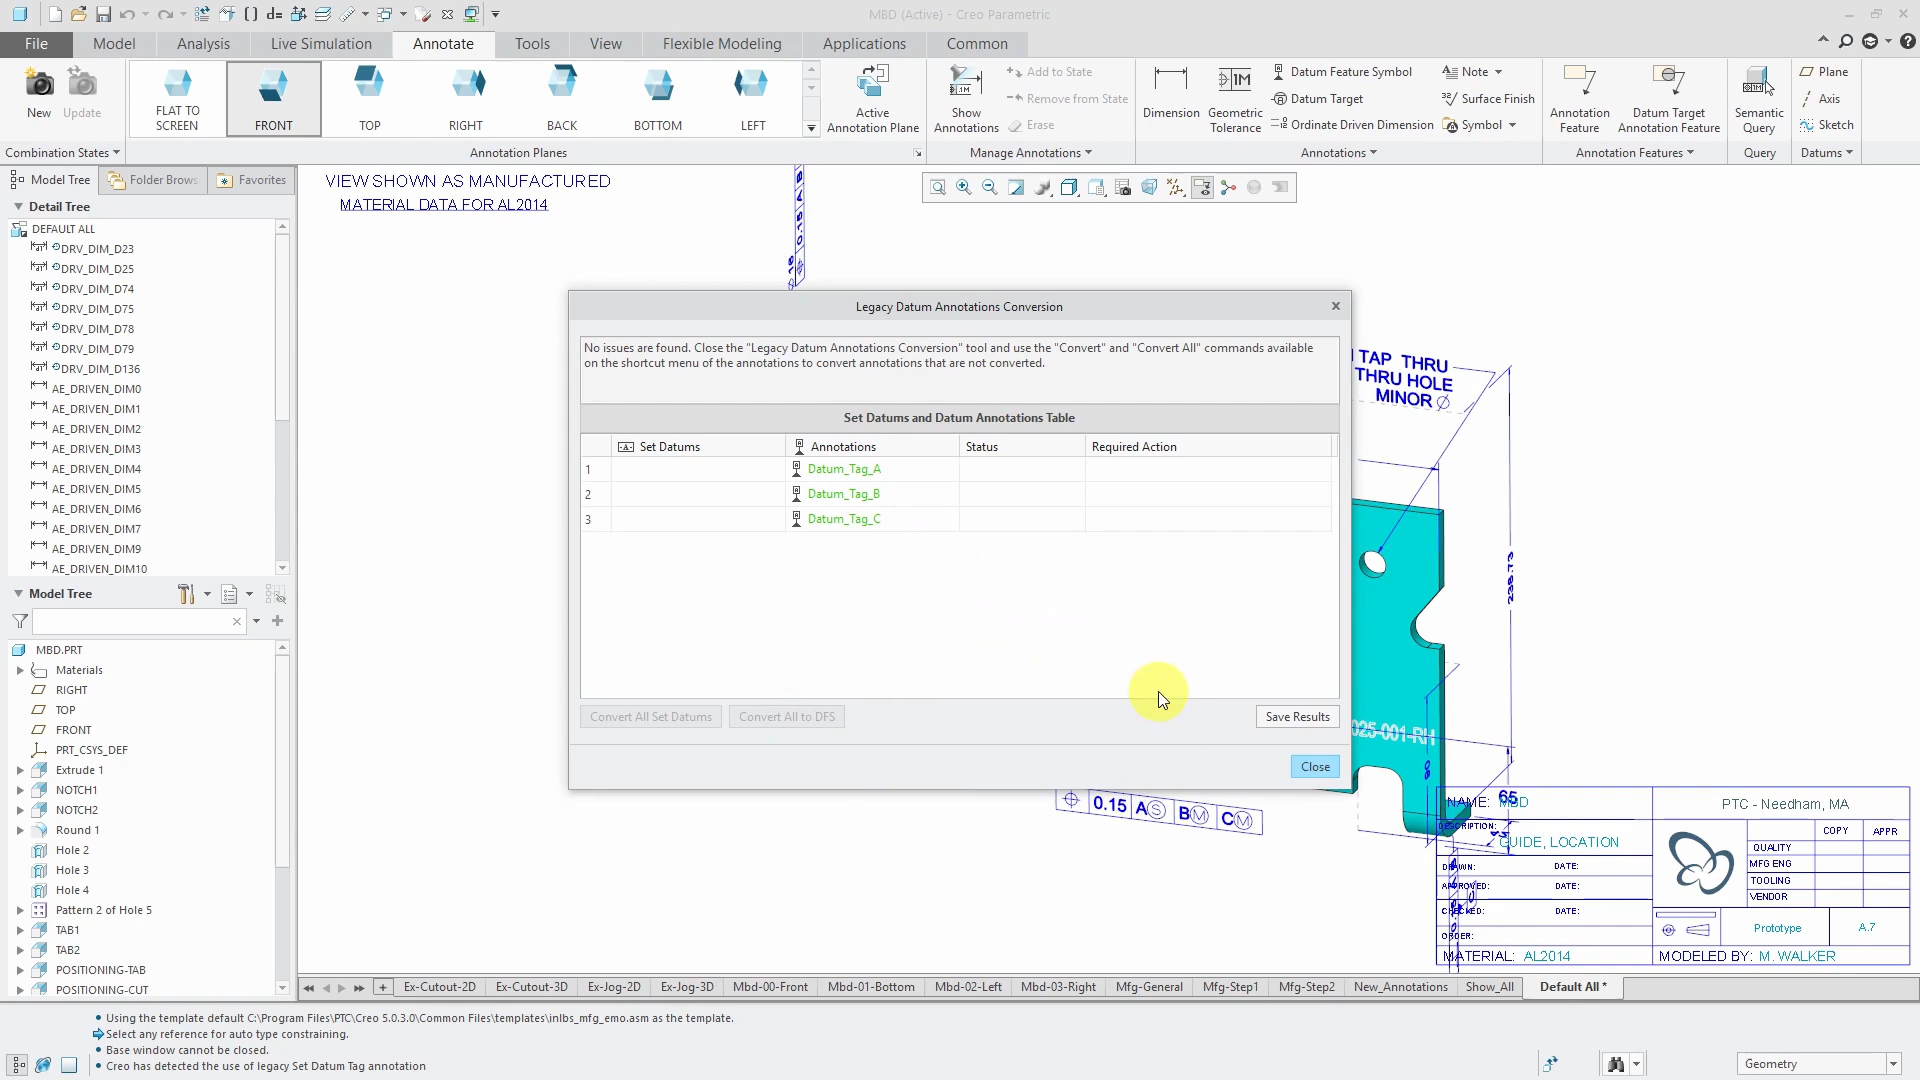 MBD (Active) - Creo Parametric
File Model Analysis Live Simulation Annotate Tools View Flexible Modeling Applications Common
New Update
FLAT TO SCREEN
FRONT
TOP
RIGHT
BACK
BOTTOM
LEFT
Active Annotation Plane
Show Annotations
Add to State
Remove from State
Erase
Dimension
Geometric Tolerance
Datum Feature Symbol
Datum Target
Ordinate Driven Dimension
Note
Surface Finish
Symbol
Annotation Feature
Datum Target Annotation Feature
Semantic Query
Plane
Axis
Sketch
Combination States Annotation Planes Manage Annotations Annotations Annotation Features Query Datums
Model Tree Folder Brows Favorites
Detail Tree
DEFAULT ALL
DRV_DIM_D23
DRV_DIM_D25
DRV_DIM_D74
DRV_DIM_D75
DRV_DIM_D78
DRV_DIM_D79
DRV_DIM_D136
AE_DRIVEN_DIM0
AE_DRIVEN_DIM1
AE_DRIVEN_DIM2
AE_DRIVEN_DIM3
AE_DRIVEN_DIM4
AE_DRIVEN_DIM5
AE_DRIVEN_DIM6
AE_DRIVEN_DIM7
AE_DRIVEN_DIM9
AE_DRIVEN_DIM10
Model Tree
MBD.PRT
Materials
RIGHT
TOP
FRONT
PRT_CSYS_DEF
Extrude 1
NOTCH1
NOTCH2
Round 1
Hole 2
Hole 3
Hole 4
Pattern 2 of Hole 5
TAB1
TAB2
POSITIONING-TAB
POSITIONING-CUT
VIEW SHOWN AS MANUFACTURED
MATERIAL DATA FOR AL2014
Legacy Datum Annotations Conversion
No issues are found. Close the "Legacy Datum Annotations Conversion" tool and use the "Convert" and "Convert All" commands available
on the shortcut menu of the annotations to convert annotations that are not converted.
Set Datums and Datum Annotations Table
Set Datums Annotations Status Required Action
1 Datum_Tag_A
2 Datum_Tag_B
3 Datum_Tag_C
Convert All Set Datums Convert All to DFS Save Results
Close
TAP THRU
THRU HOLE
MINOR Ø
238.73
025-001-RH
60
65
0.15 A Ⓢ B Ⓜ C Ⓜ
NAME: MBD PTC - Needham, MA
DESCRIPTION:
GUIDE, LOCATION
COPY APPR
QUALITY
MFG ENG
TOOLING
VENDOR
DRAWN: DATE:
APPROVED: DATE:
CHECKED: DATE:
ORDER:
Prototype A.7
MATERIAL: AL2014 MODELED BY: M. WALKER
Ex-Cutout-2D Ex-Cutout-3D Ex-Jog-2D Ex-Jog-3D Mbd-00-Front Mbd-01-Bottom Mbd-02-Left Mbd-03-Right Mfg-General Mfg-Step1 Mfg-Step2 New_Annotations Show_All Default All *
Using the template default C:\Program Files\PTC\Creo 5.0.3.0\Common Files\templates\inlbs_mfg_emo.asm as the template.
Select any reference for auto type constraining.
Base window cannot be closed.
Creo has detected the use of legacy Set Datum Tag annotation
Geometry